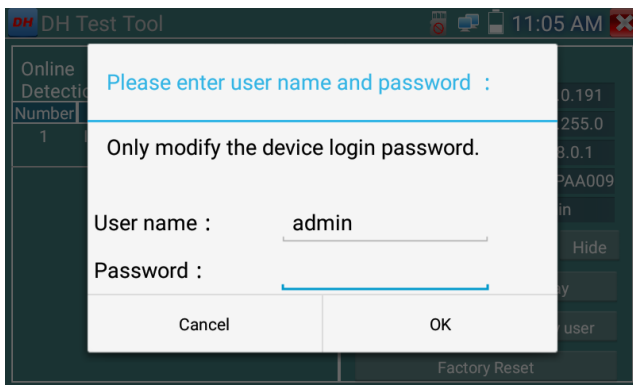 DH DH Test Tool 11:05 AM
Online
Number
1
0.191
255.0
3.0.1
PAA009
in
Hide
user
Factory Reset
Please enter user name and password :
Only modify the device login password.
User name : admin
Password :
Cancel OK